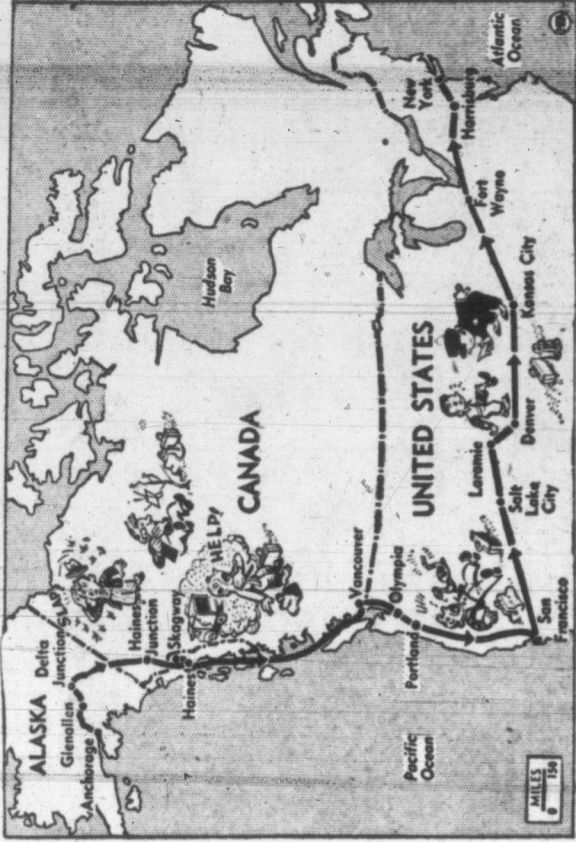 ALASKA
Delta
Junction
Glenallen
Anchorage
SLAP
Haines
Junction
Skagway
Haines
HELP!
CANADA
Hudson
Bay
Vancouver
Olympia
Portland
Pacific
Ocean
San
Francisco
UNITED STATES
Salt
Lake
City
Laramie
Denver
Kansas City
Fort
Wayne
Harrisburg
New
York
Atlantic
Ocean
MILES
0 150